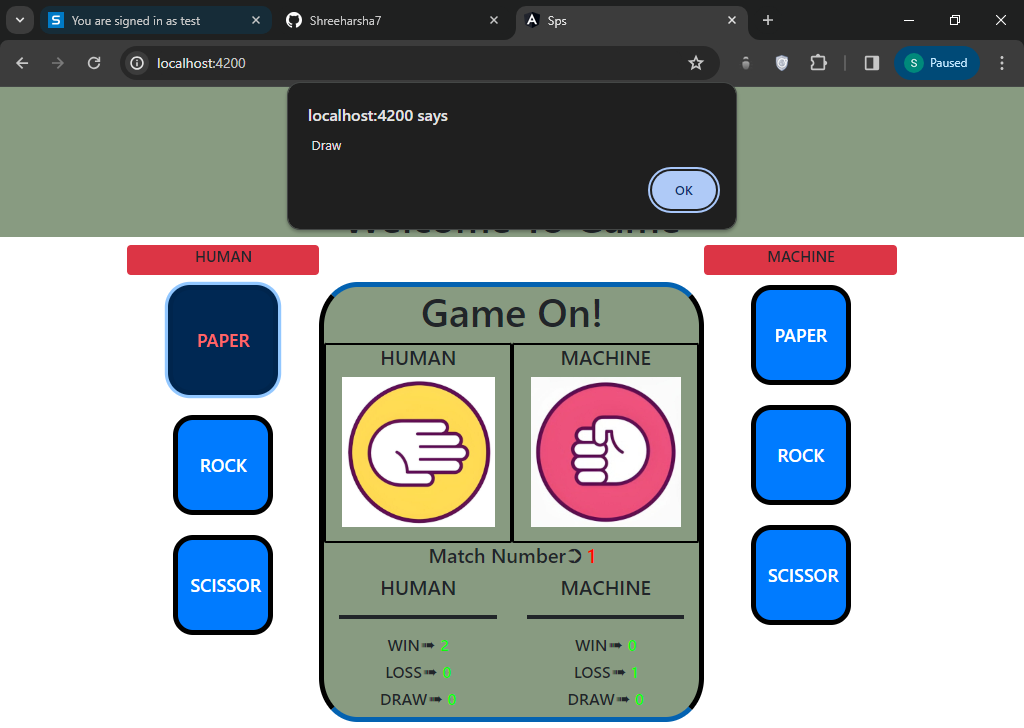 You are signed in as test
Shreeharsha7
Sps
localhost:4200
S Paused
localhost:4200 says
Draw
OK
Welcome To Game
HUMAN
MACHINE
Game On!
HUMAN
MACHINE
PAPER
ROCK
SCISSOR
PAPER
ROCK
SCISSOR
Match Number➲ 1
HUMAN
MACHINE
WIN➠ 2
WIN➠ 0
LOSS➠ 0
LOSS➠ 1
DRAW➠ 0
DRAW➠ 0